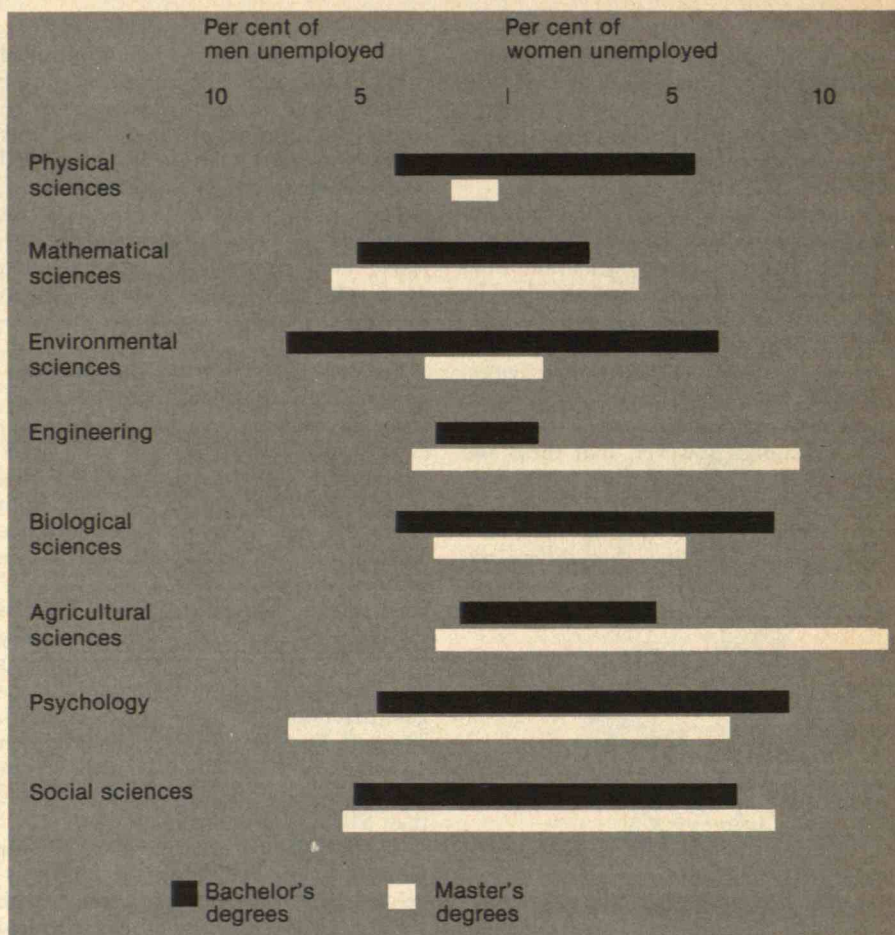 Per cent of
men unemployed
Per cent of
women unemployed
10 5 | 5 10
Physical
sciences
Mathematical
sciences
Environmental
sciences
Engineering
Biological
sciences
Agricultural
sciences
Psychology
Social sciences
Bachelor's
degrees
Master's
degrees